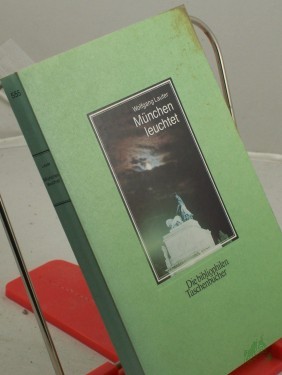 Wolfgang Lauter
München
leuchtet
Die bibliophilen
Taschenbücher